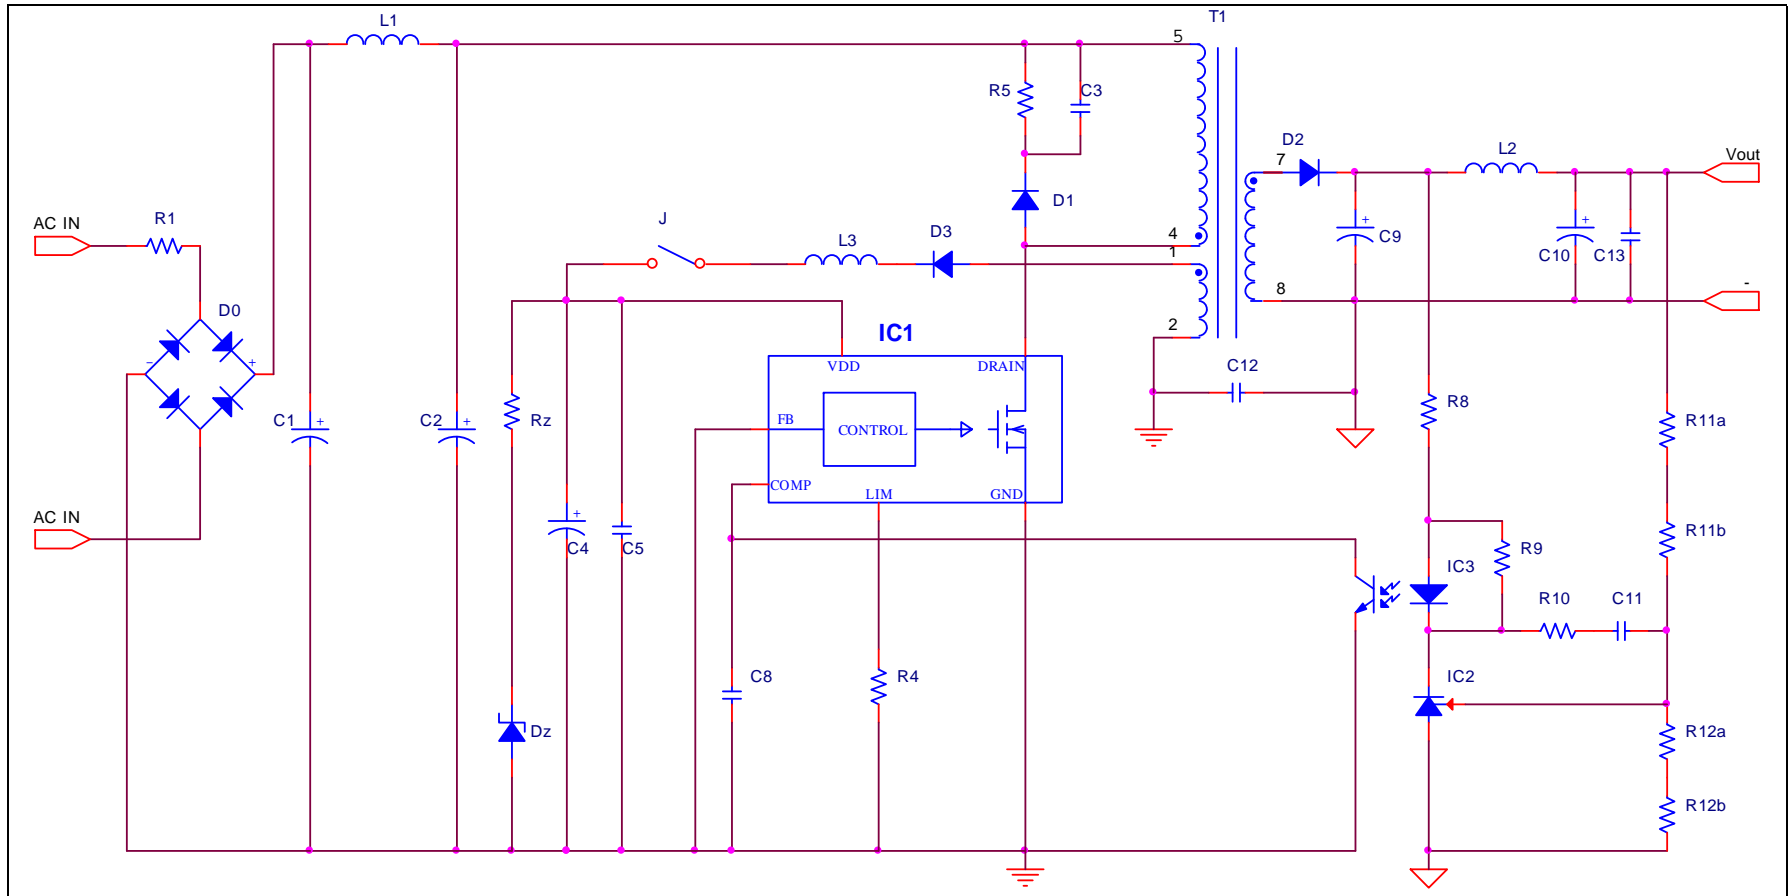 L1
T1
5
R5
C3
D2
7
L2
Vout
D1
AC IN
R1
J
L3
D3
4
1
C9
C10
C13
8
-
D0
2
IC1
- +
VDD
DRAIN
C12
C1
+
C2
+
Rz
FB
CONTROL
R8
R11a
COMP
LIM
GND
AC IN
+
C4
C5
R11b
R9
IC3
R10
C11
C8
R4
IC2
Dz
R12a
R12b